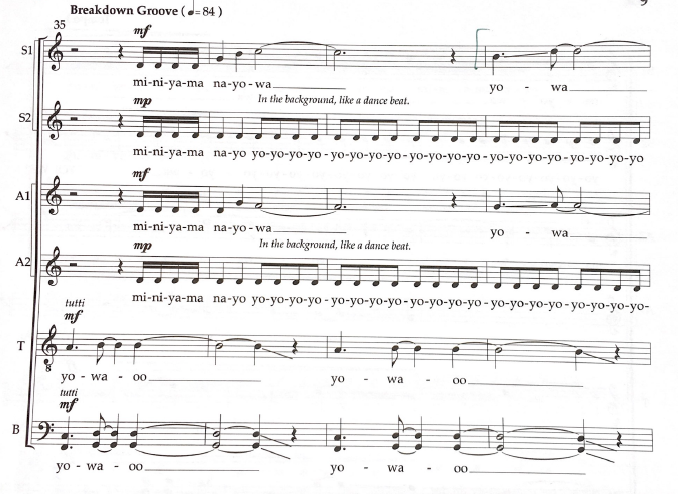 9
Breakdown Groove (♩=84)
35
mf
S1
mi-ni-ya-ma na-yo-wa yo - wa
mp In the background, like a dance beat.
S2
mi-ni-ya-ma na-yo yo-yo-yo-yo - yo-yo-yo-yo-yo-yo-yo-yo - yo-yo-yo-yo yo-yo-yo-yo
mf
A1
mi-ni-ya-ma na-yo-wa yo - wa
mp In the background, like a dance beat.
A2
mi-ni-ya-ma na-yo yo-yo-yo-yo - yo-yo-yo-yo-yo-yo-yo-yo - yo-yo-yo-yo-yo-yo-yo-yo-
tutti
mf
T
8
yo - wa - oo yo - wa - oo
tutti
mf
B
yo - wa - oo yo - wa - oo